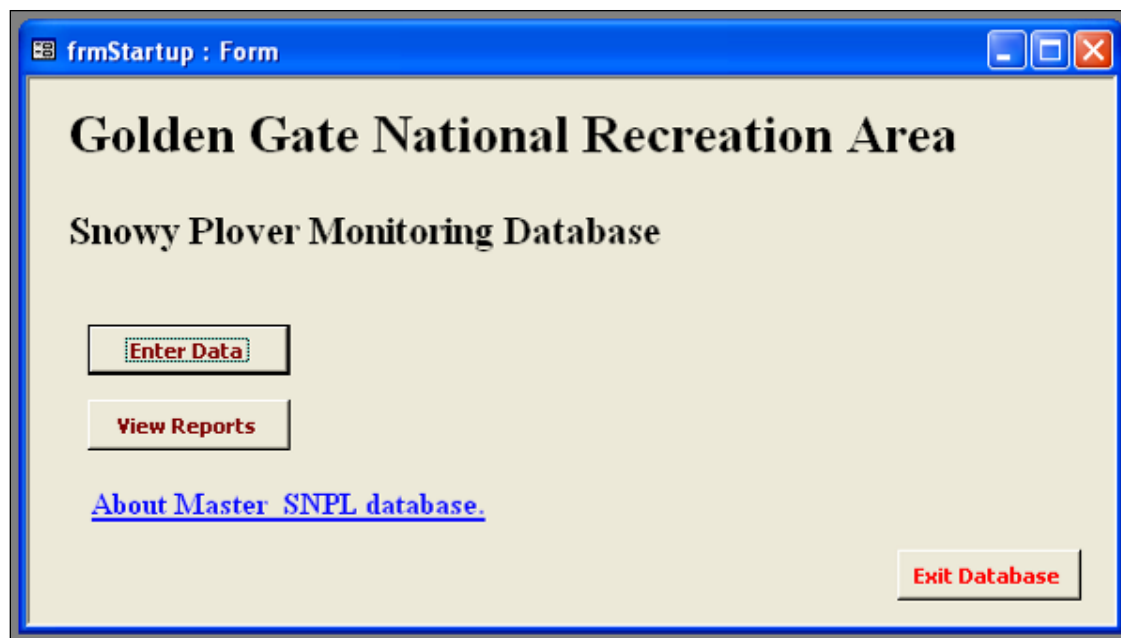 frmStartup : Form
Golden Gate National Recreation Area
Snowy Plover Monitoring Database
Enter Data
View Reports
About Master SNPL database.
Exit Database